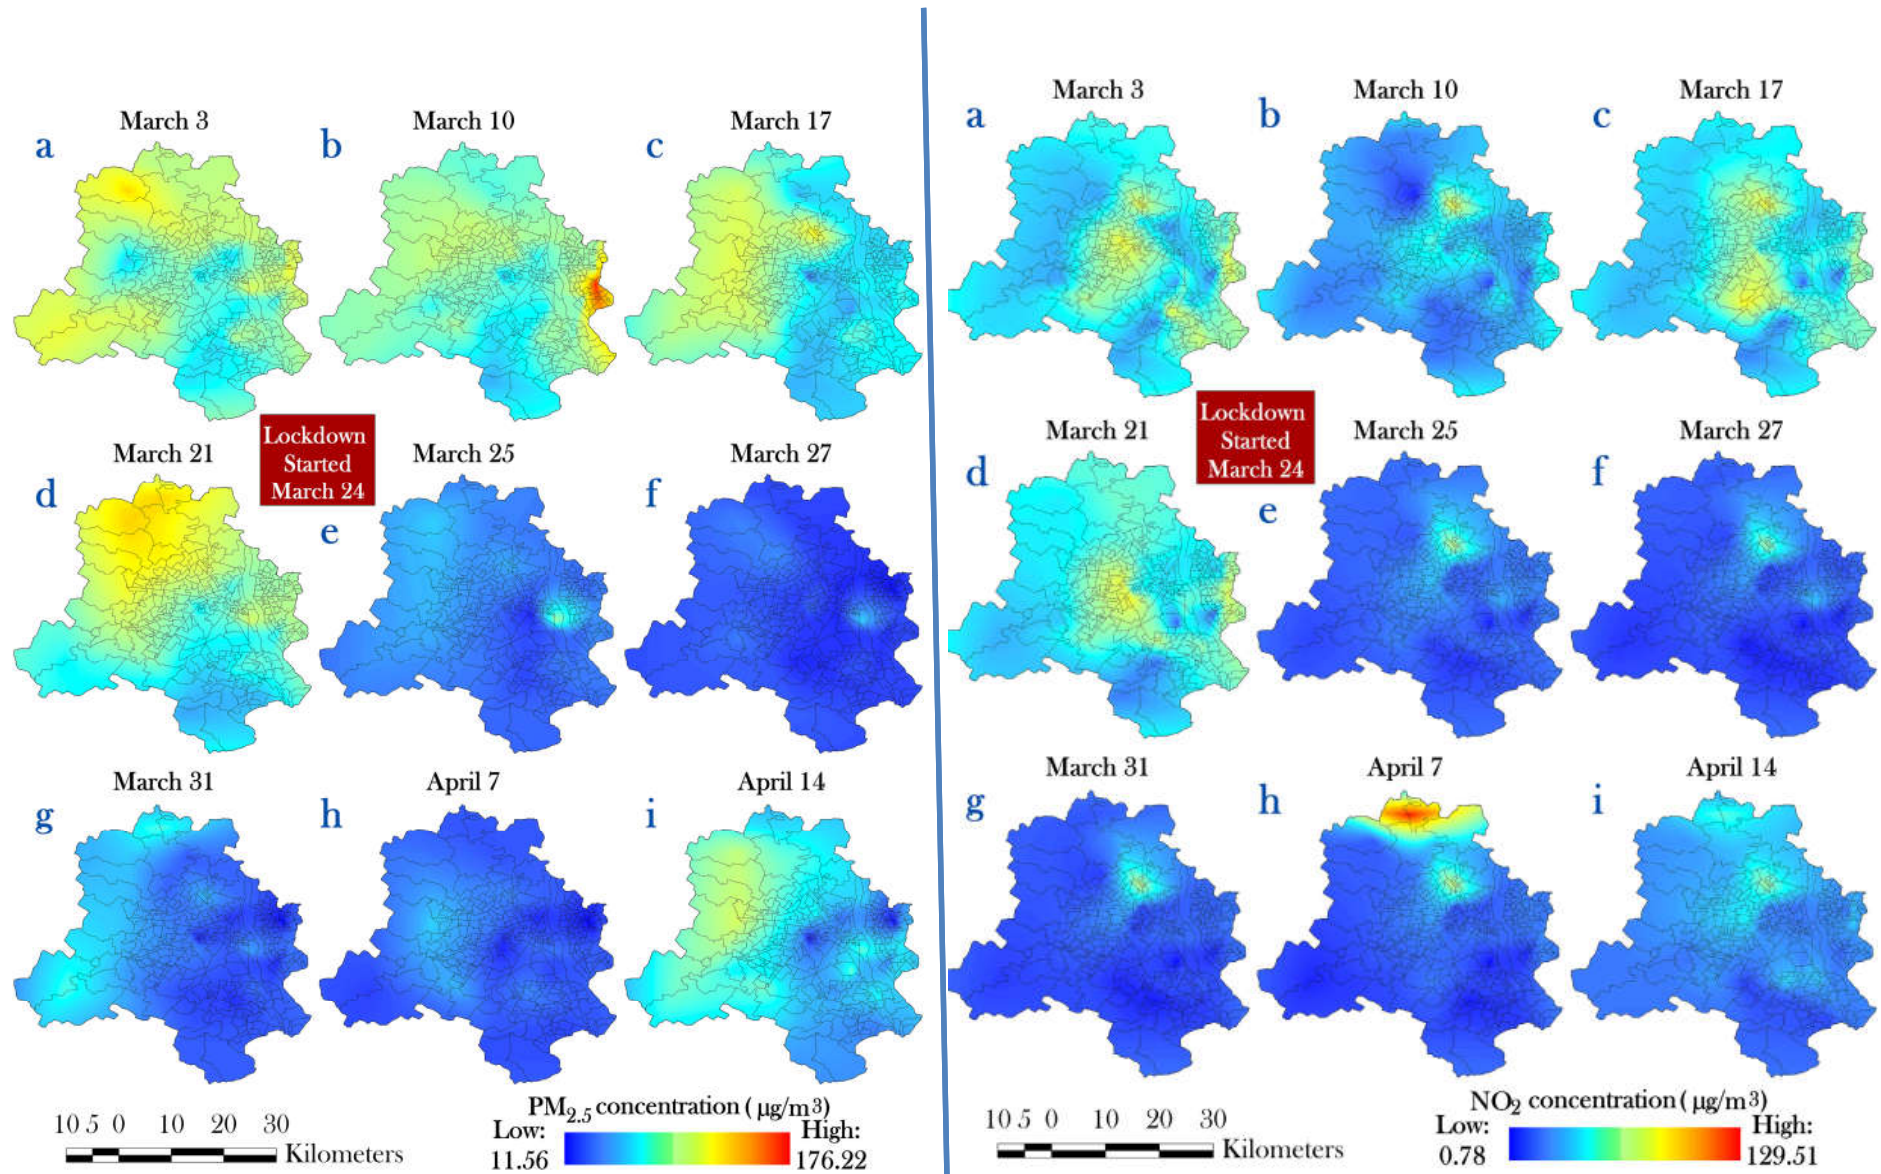 March 3
March 10
March 17
a
b
c
March 21
Lockdown
Started
March 24
March 25
March 27
d
e
f
March 31
April 7
April 14
g
h
i
10 5 0 10 20 30
Kilometers
PM2.5 concentration ( µg/m3)
Low:
11.56
High:
176.22
March 3
March 10
March 17
a
b
c
March 21
Lockdown
Started
March 24
March 25
March 27
d
e
f
March 31
April 7
April 14
g
h
i
10 5 0 10 20 30
Kilometers
NO2 concentration ( µg/m3)
Low:
0.78
High:
129.51